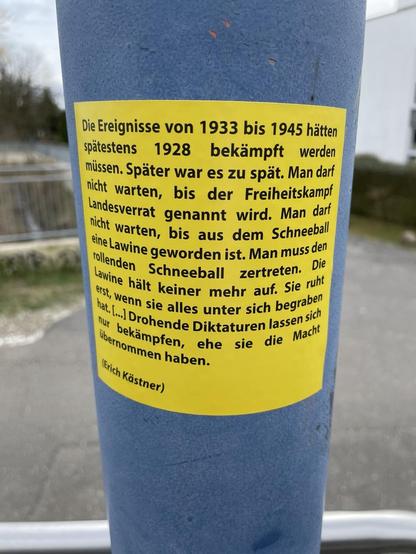 Die Ereignisse von 1933 bis 1945 hätten
spätestens 1928 bekämpft werden
müssen. Später war es zu spät. Man darf
nicht warten, bis der Freiheitskampf
Landesverrat genannt wird. Man darf
nicht warten, bis aus dem Schneeball
eine Lawine geworden ist. Man muss den
rollenden Schneeball zertreten. Die
Lawine hält keiner mehr auf. Sie ruht
erst, wenn sie alles unter sich begraben
hat. [...] Drohende Diktaturen lassen sich
nur bekämpfen, ehe sie die Macht
übernommen haben.
(Erich Kästner)